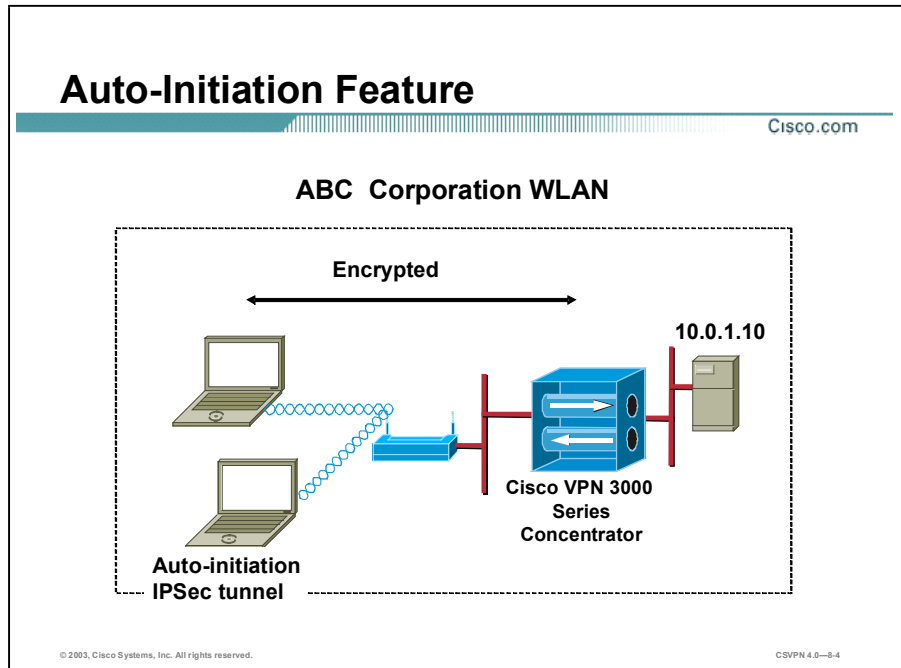 Auto-Initiation Feature
Cisco.com
ABC Corporation WLAN
Encrypted
10.0.1.10
Cisco VPN 3000
Series
Concentrator
Auto-initiation
IPSec tunnel
© 2003, Cisco Systems, Inc. All rights reserved.
CSVPN 4.0—8-4